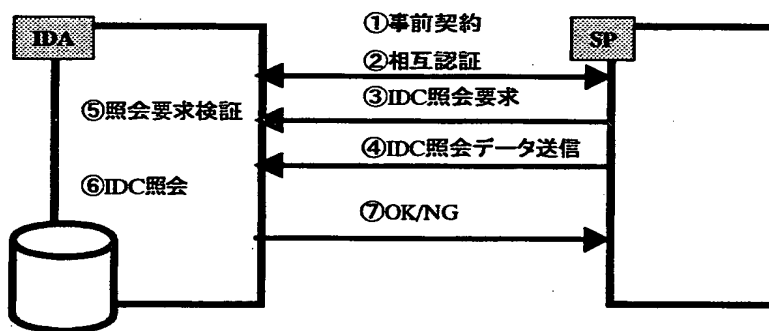 IDA
SP
①事前契約
②相互認証
③IDC照会要求
⑤照会要求検証
④IDC照会データ送信
⑥IDC照会
⑦OK/NG